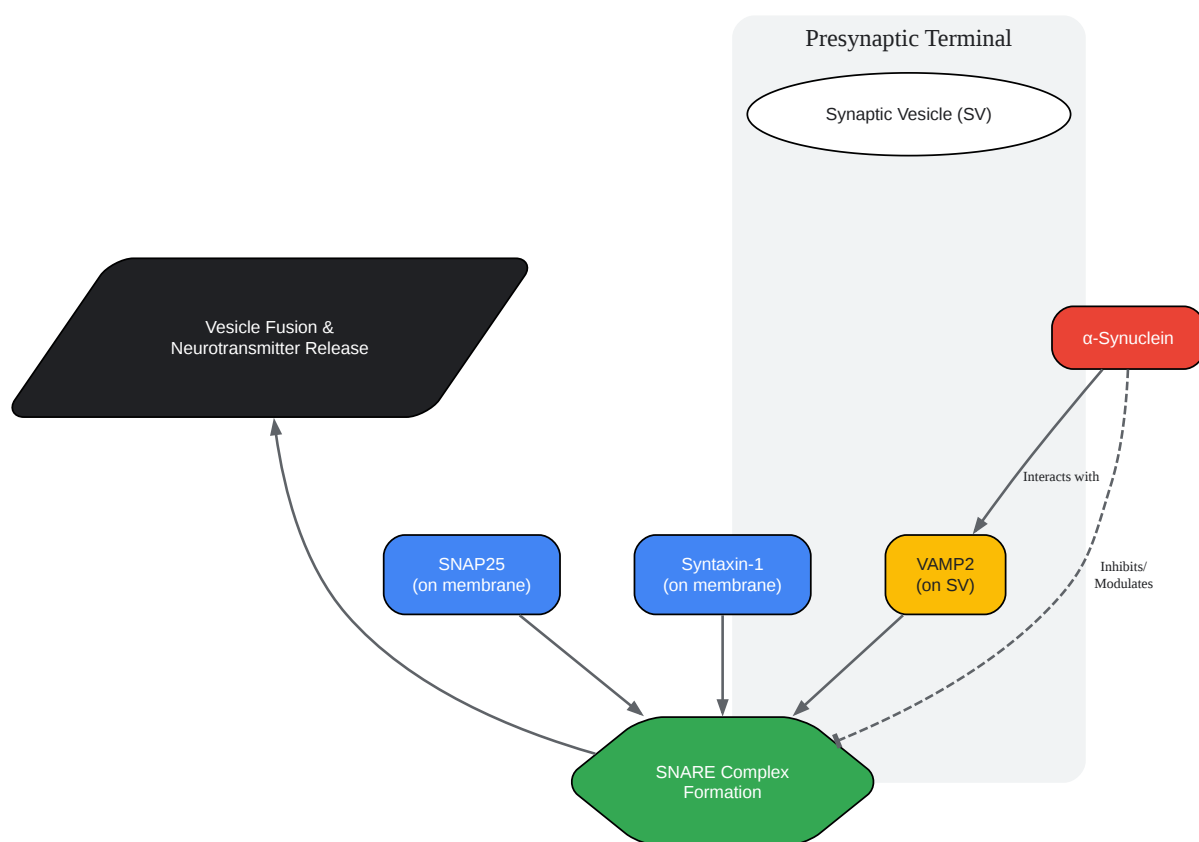 Presynaptic Terminal
Synaptic Vesicle (SV)
Vesicle Fusion &
Neurotransmitter Release
α-Synuclein
Interacts with
SNAP25
(on membrane)
Syntaxin-1
(on membrane)
VAMP2
(on SV)
Inhibits/
Modulates
SNARE Complex
Formation